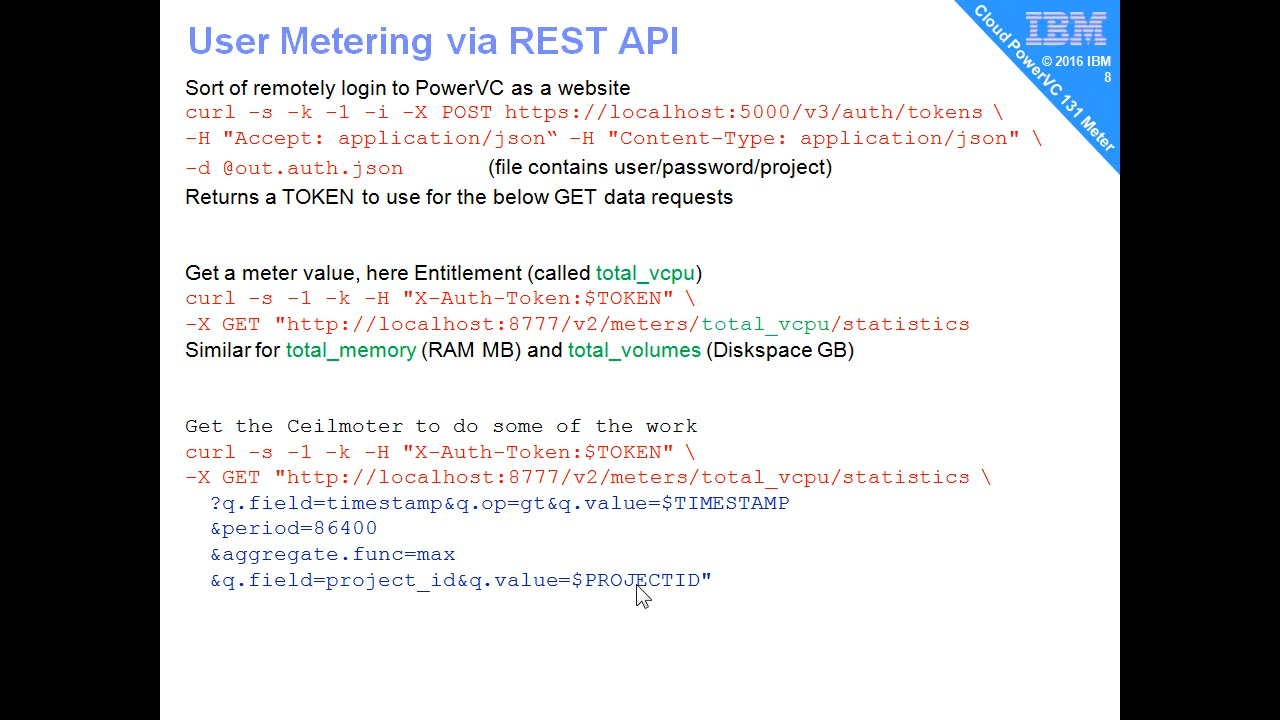 User Metering via REST API
IBM
© 2016 IBM
8
Cloud PowerVC 131 Meter
Sort of remotely login to PowerVC as a website
curl -s -k -1 -i -X POST https://localhost:5000/v3/auth/tokens \
-H "Accept: application/json“ -H "Content-Type: application/json" \
-d @out.auth.json (file contains user/password/project)
Returns a TOKEN to use for the below GET data requests
Get a meter value, here Entitlement (called total_vcpu)
curl -s -1 -k -H "X-Auth-Token:$TOKEN" \
-X GET "http://localhost:8777/v2/meters/total_vcpu/statistics
Similar for total_memory (RAM MB) and total_volumes (Diskspace GB)
Get the Ceilmoter to do some of the work
curl -s -1 -k -H "X-Auth-Token:$TOKEN" \
-X GET "http://localhost:8777/v2/meters/total_vcpu/statistics \
?q.field=timestamp&q.op=gt&q.value=$TIMESTAMP
&period=86400
&aggregate.func=max
&q.field=project_id&q.value=$PROJECTID"